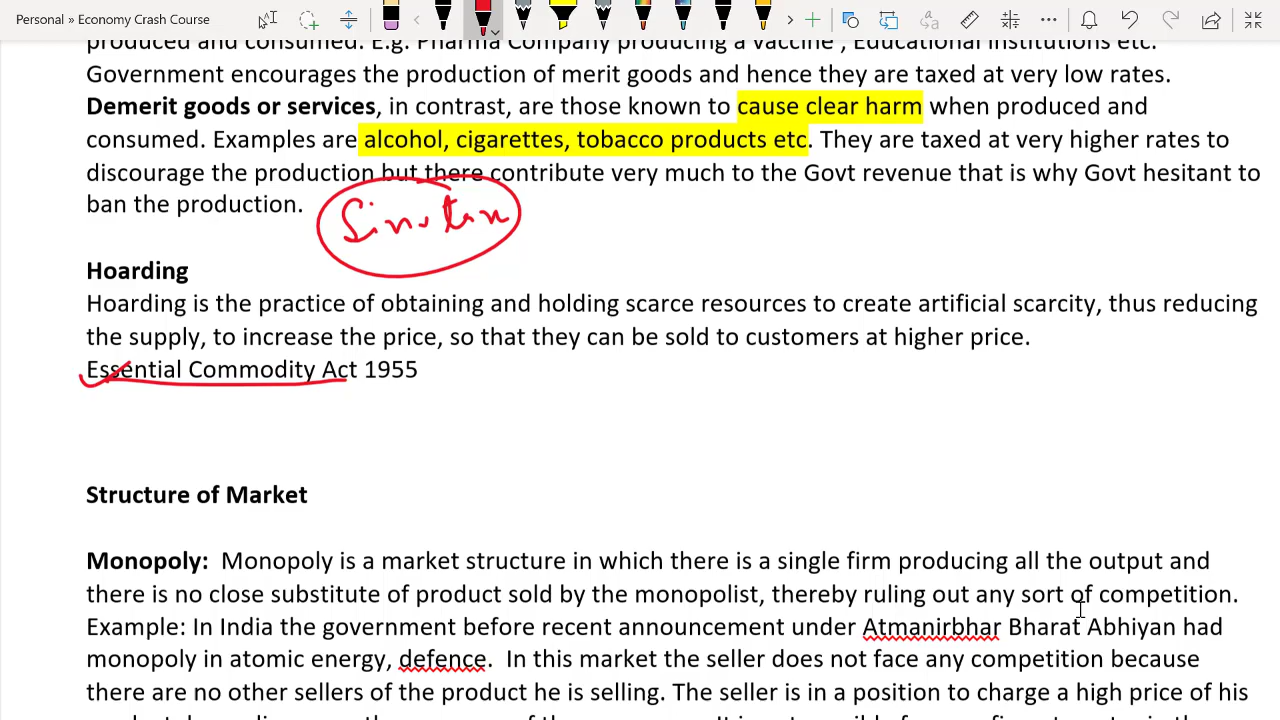 Personal » Economy Crash Course
produced and consumed. E.g. Pharma Company producing a vaccine , Educational institutions etc.
Government encourages the production of merit goods and hence they are taxed at very low rates.
Demerit goods or services, in contrast, are those known to cause clear harm when produced and
consumed. Examples are alcohol, cigarettes, tobacco products etc. They are taxed at very higher rates to
discourage the production but there contribute very much to the Govt revenue that is why Govt hesitant to
ban the production.
Sin tax
Hoarding
Hoarding is the practice of obtaining and holding scarce resources to create artificial scarcity, thus reducing
the supply, to increase the price, so that they can be sold to customers at higher price.
Essential Commodity Act 1955
Structure of Market
Monopoly: Monopoly is a market structure in which there is a single firm producing all the output and
there is no close substitute of product sold by the monopolist, thereby ruling out any sort of competition.
Example: In India the government before recent announcement under Atmanirbhar Bharat Abhiyan had
monopoly in atomic energy, defence. In this market the seller does not face any competition because
there are no other sellers of the product he is selling. The seller is in a position to charge a high price of his